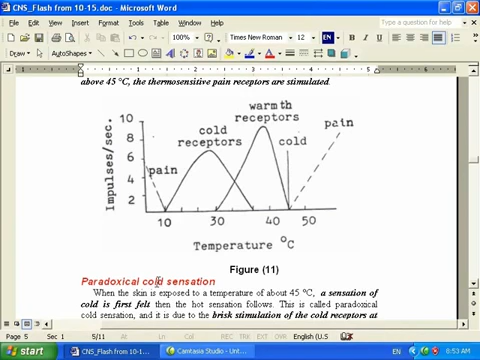 CNS_Flash from 10-15.doc - Microsoft Word
File Edit View Insert Format Tools Table Window Help
Type a question for help
Times New Roman
12
Draw AutoShapes
above 45 °C, the thermosensitive pain receptors are stimulated.
warmth
receptors
pain
cold
receptors
cold
pain
Impulses/sec.
10
8
6
4
2
10 30 40 50
Temperature °C
Figure (11)
Paradoxical cold sensation
When the skin is exposed to a temperature of about 45 °C, a sensation of
cold is first felt then the hot sensation follows. This is called paradoxical
cold sensation, and it is due to the brisk stimulation of the cold receptors at
Page 5 Sec 1 5/11 At Ln Col REC TRK EXT OVR English (U.S
start
CNS_Flash from 10-1...
Camtasia Studio - Unt...
EN
6:53 AM